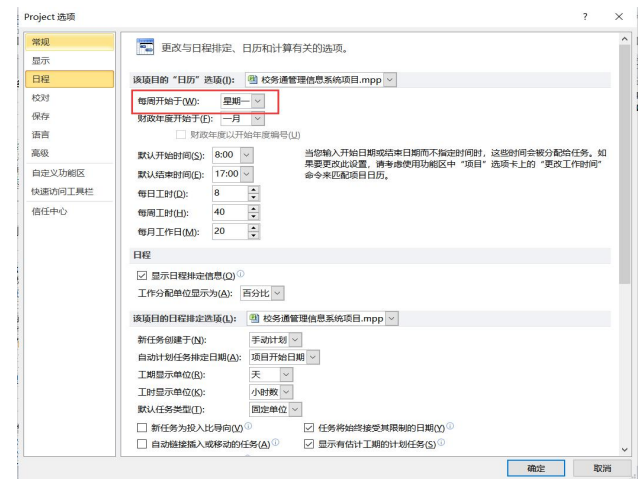 Project 选项
?
×
常规
显示
日程
校对
保存
语言
高级
自定义功能区
快速访问工具栏
信任中心
更改与日程排定、日历和计算有关的选项。
该项目的“日历”选项(J): 校务通管理信息系统项目.mpp
每周开始于(W): 星期一
财政年度开始于(F): 一月
财政年度以开始年度编号(U)
默认开始时间(S): 8:00
当您输入开始日期或结束日期而不指定时间时，这些时间会被分配给任务。如
默认结束时间(E): 17:00
果要更改此设置，请考虑使用功能区中“项目”选项卡上的“更改工作时间”
命令来匹配项目日历。
每日工时(D): 8
每周工时(H): 40
每月工作日(M): 20
日程
显示日程排定信息(O)
工作分配单位显示为(A): 百分比
该项目的日程排定选项(L): 校务通管理信息系统项目.mpp
新任务创建于(N): 手动计划
自动计划任务排定日期(A): 项目开始日期
工期显示单位(R): 天
工时显示单位(K): 小时数
默认任务类型(T): 固定单位
新任务为投入比导向(V) 任务将始终接受其限制的日期(Y)
自动链接插入或移动的任务(A) 显示有估计工期的计划任务(S)
确定 取消